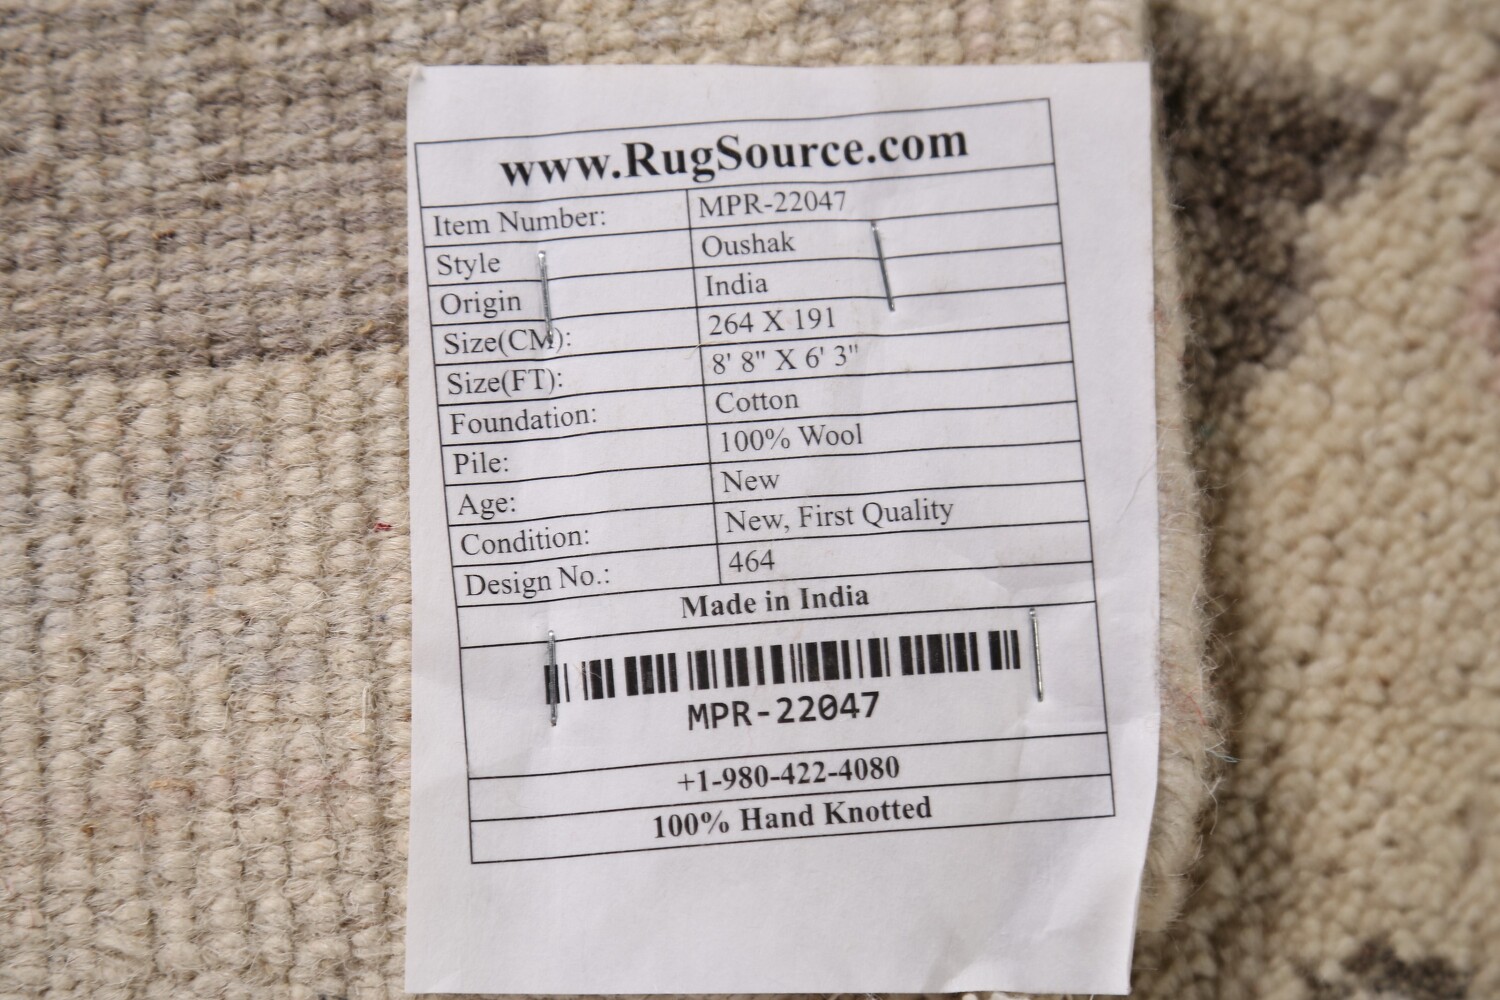 www.RugSource.com
Item Number: MPR-22047
Style Oushak
Origin India
Size(CM): 264 X 191
Size(FT): 8' 8" X 6' 3"
Foundation: Cotton
Pile: 100% Wool
Age: New
Condition: New, First Quality
Design No.: 464
Made in India
MPR-22047
+1-980-422-4080
100% Hand Knotted